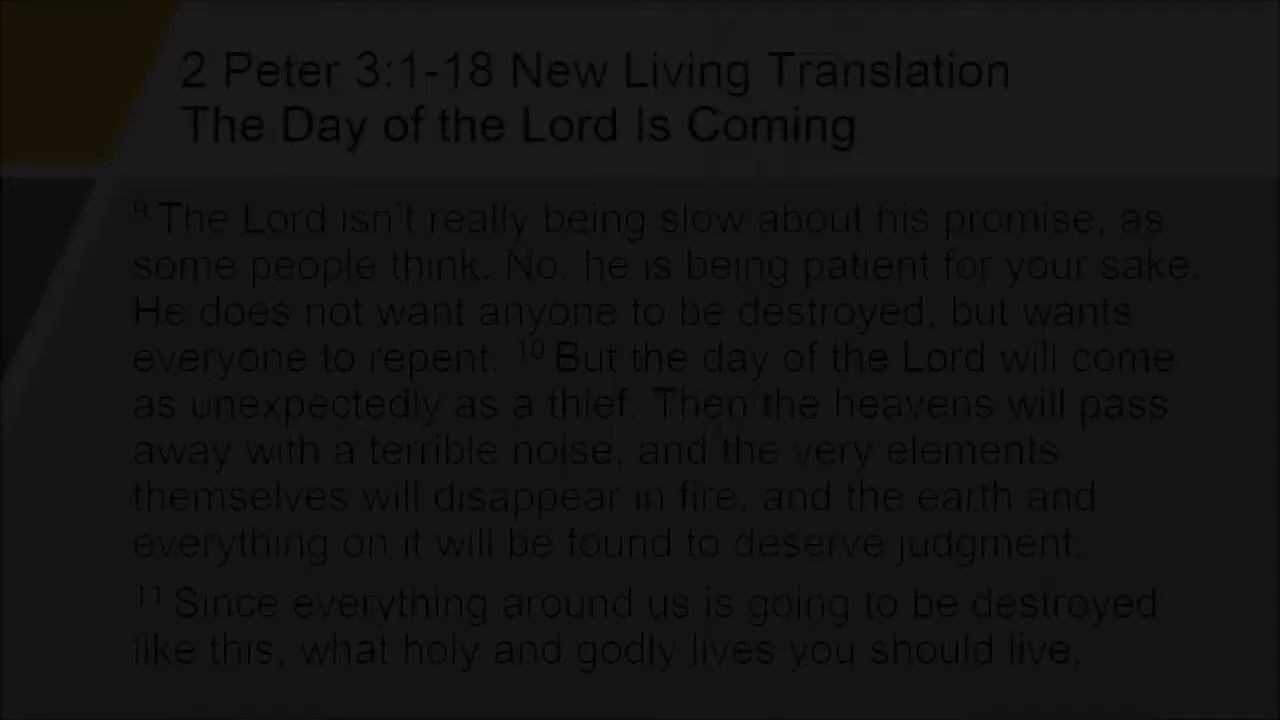 2 Peter 3:1-18 New Living Translation
The Day of the Lord Is Coming
9 The Lord isn't really being slow about his promise, as
some people think. No, he is being patient for your sake.
He does not want anyone to be destroyed, but wants
everyone to repent. 10 But the day of the Lord will come
as unexpectedly as a thief. Then the heavens will pass
away with a terrible noise, and the very elements
themselves will disappear in fire, and the earth and
everything on it will be found to deserve judgment.
11 Since everything around us is going to be destroyed
like this, what holy and godly lives you should live,